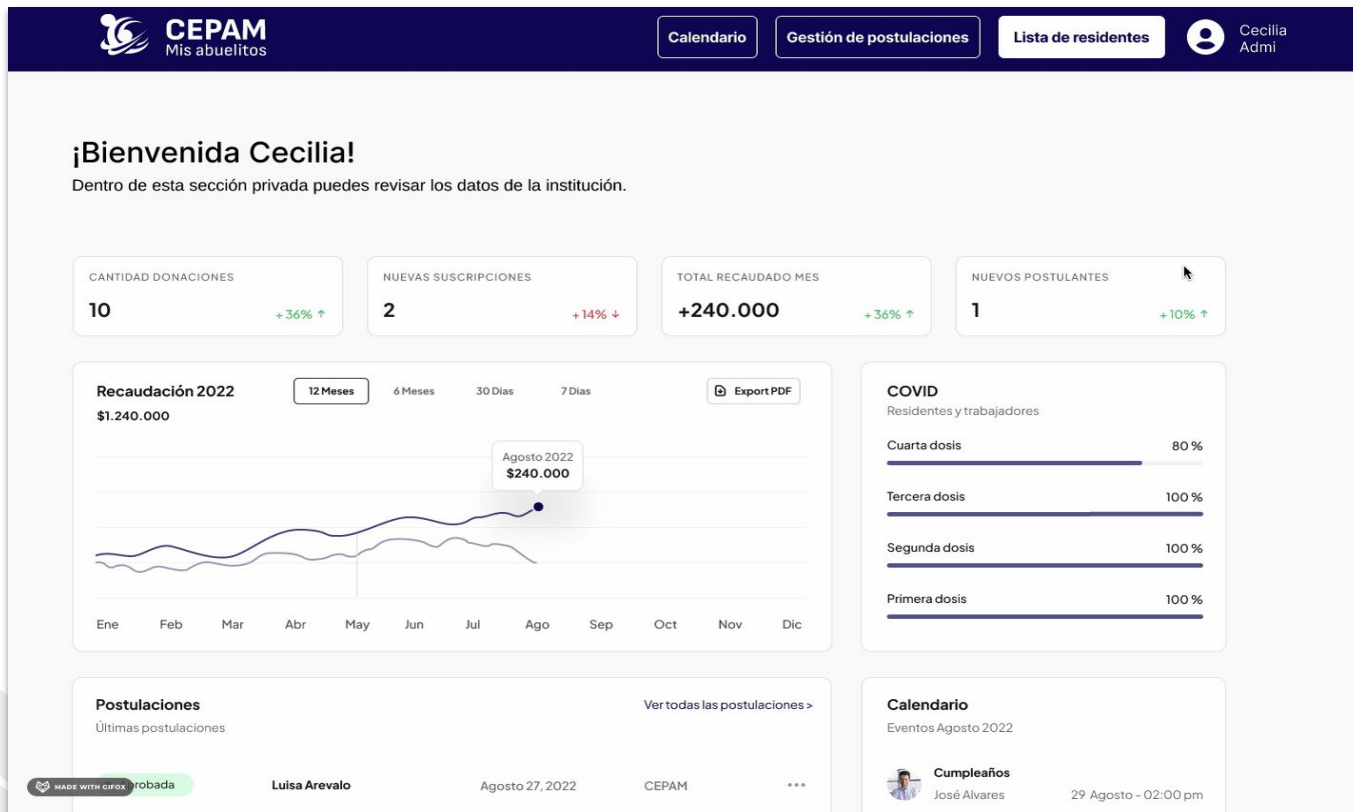 CEPAM
Mis abuelitos
Calendario
Gestión de postulaciones
Lista de residentes
Cecilia
Admi
¡Bienvenida Cecilia!
Dentro de esta sección privada puedes revisar los datos de la institución.
CANTIDAD DONACIONES
10
+36% ↑
NUEVAS SUSCRIPCIONES
2
+14% ↓
TOTAL RECAUDADO MES
+240.000
+36% ↑
NUEVOS POSTULANTES
1
+10% ↑
Recaudación 2022
12 Meses
6 Meses
30 Dias
7 Dias
Export PDF
$1.240.000
Agosto 2022
$240.000
Ene Feb Mar Abr May Jun Jul Ago Sep Oct Nov Dic
COVID
Residentes y trabajadores
Cuarta dosis 80 %
Tercera dosis 100 %
Segunda dosis 100 %
Primera dosis 100 %
Postulaciones
Ver todas las postulaciones >
Últimas postulaciones
robada
Luisa Arevalo
Agosto 27, 2022
CEPAM
MADE WITH GIFOX
Calendario
Eventos Agosto 2022
Cumpleaños
José Alvares
29 Agosto - 02:00 pm